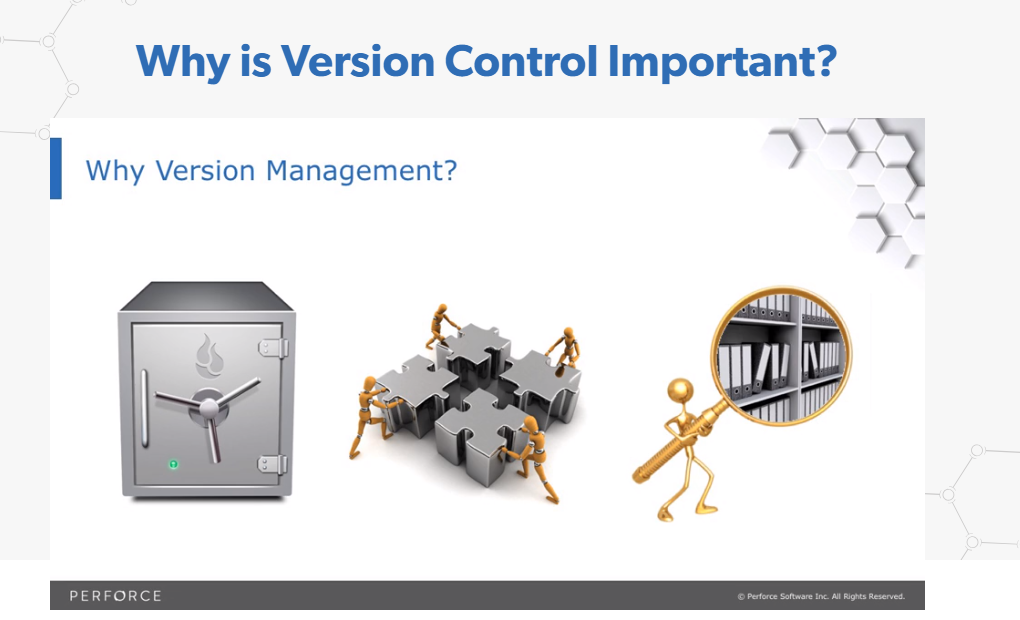 Why is Version Control Important?
Why Version Management?
PERFORCE
© Perforce Software Inc. All Rights Reserved.